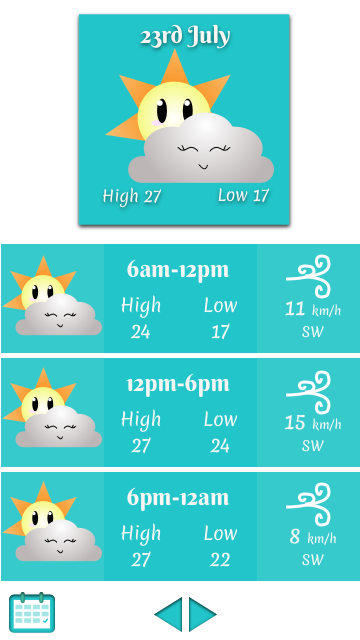 23rd July
High 27 Low 17
6am-12pm
High Low
24 17
11 km/h
SW
12pm-6pm
High Low
27 24
15 km/h
SW
6pm-12am
High Low
27 22
8 km/h
SW